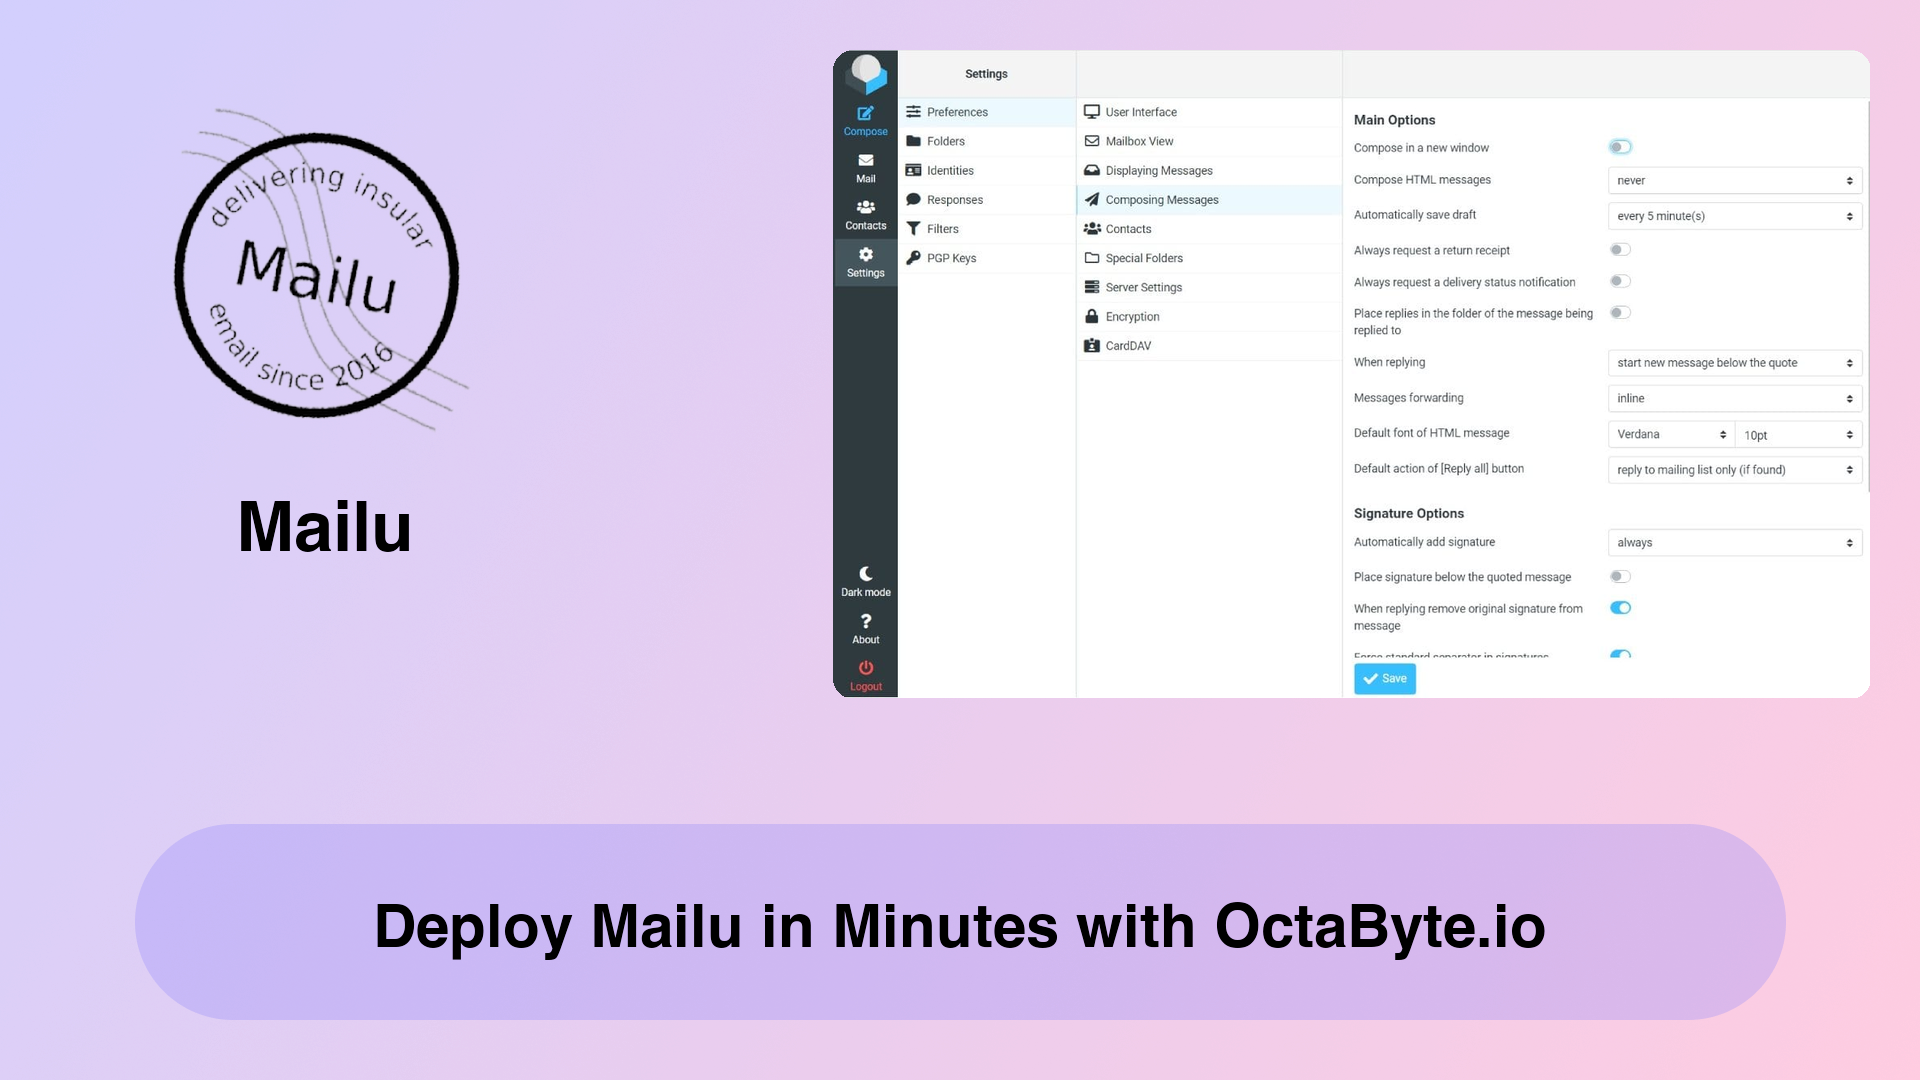 delivering insular
Mailu
email since 2016
Mailu
Compose
Mail
Contacts
Settings
Dark mode
About
Logout
Settings
Preferences
Folders
Identities
Responses
Filters
PGP Keys
User Interface
Mailbox View
Displaying Messages
Composing Messages
Contacts
Special Folders
Server Settings
Encryption
CardDAV
Main Options
Compose in a new window
Compose HTML messages never
Automatically save draft every 5 minute(s)
Always request a return receipt
Always request a delivery status notification
Place replies in the folder of the message being
replied to
When replying start new message below the quote
Messages forwarding inline
Default font of HTML message Verdana 10pt
Default action of [Reply all] button reply to mailing list only (if found)
Signature Options
Automatically add signature always
Place signature below the quoted message
When replying remove original signature from
message
Force standard separator in signatures
Save
Deploy Mailu in Minutes with OctaByte.io